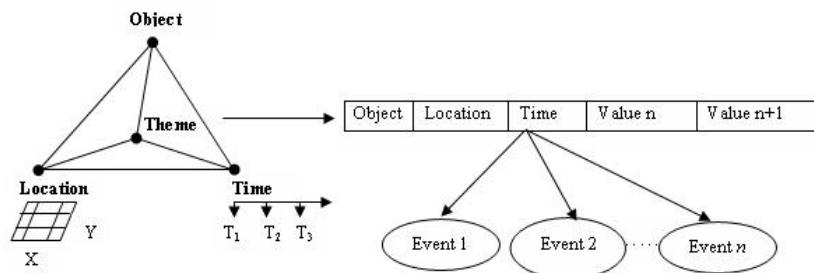 Object
Theme
Location
Time
T1 T2 T3
Y
X
Object Location Time Value n Value n+1
Event 1 Event 2 ..... Event n